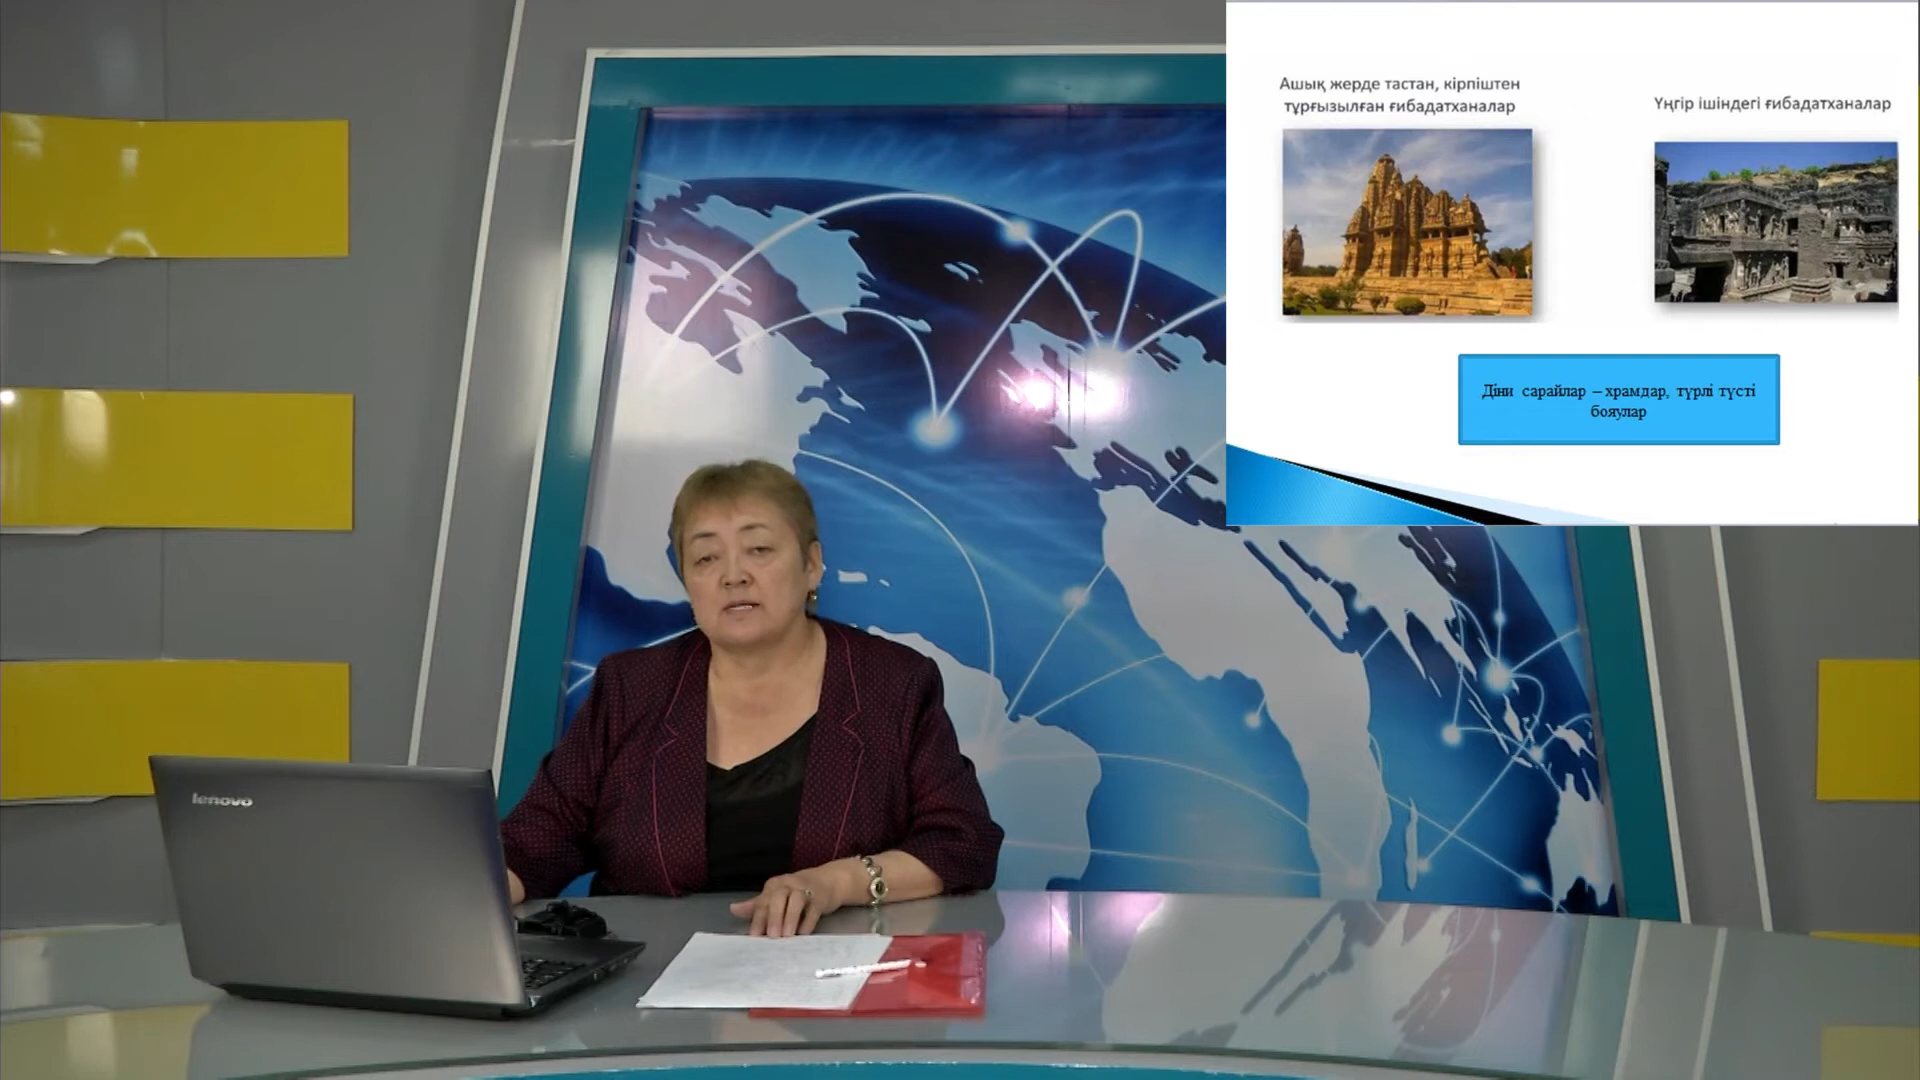 Ашық жерде тастан, кірпіштен
тұрғызылған ғибадатханалар
Үңгір ішіндегі ғибадатханалар
Діни сарайлар – храмдар, түрлі түсті
бояулар
lenovo